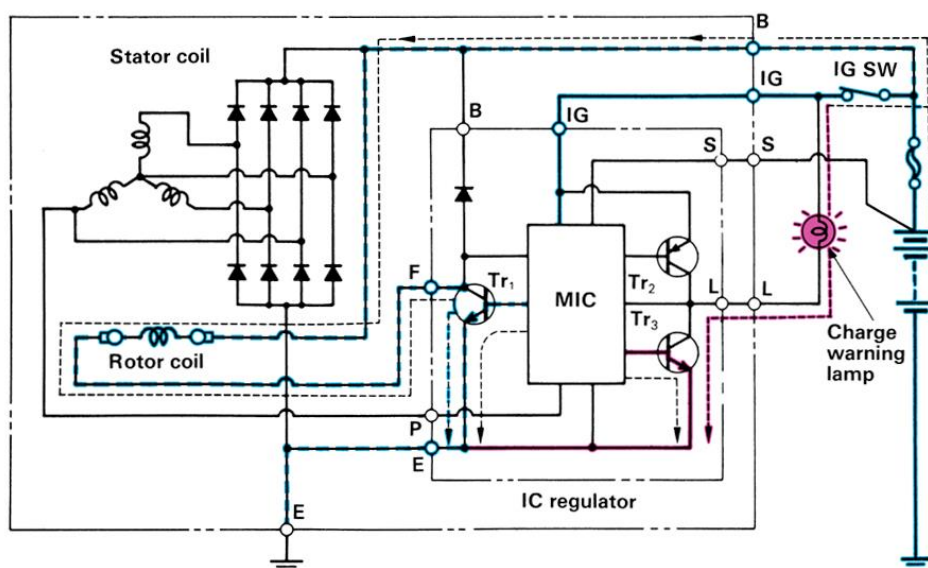 B
Stator coil
IG
IG SW
B
IG
S
S
F
Tr1
MIC
Tr2
L
L
Tr3
Rotor coil
Charge
warning
lamp
P
E
IC regulator
E